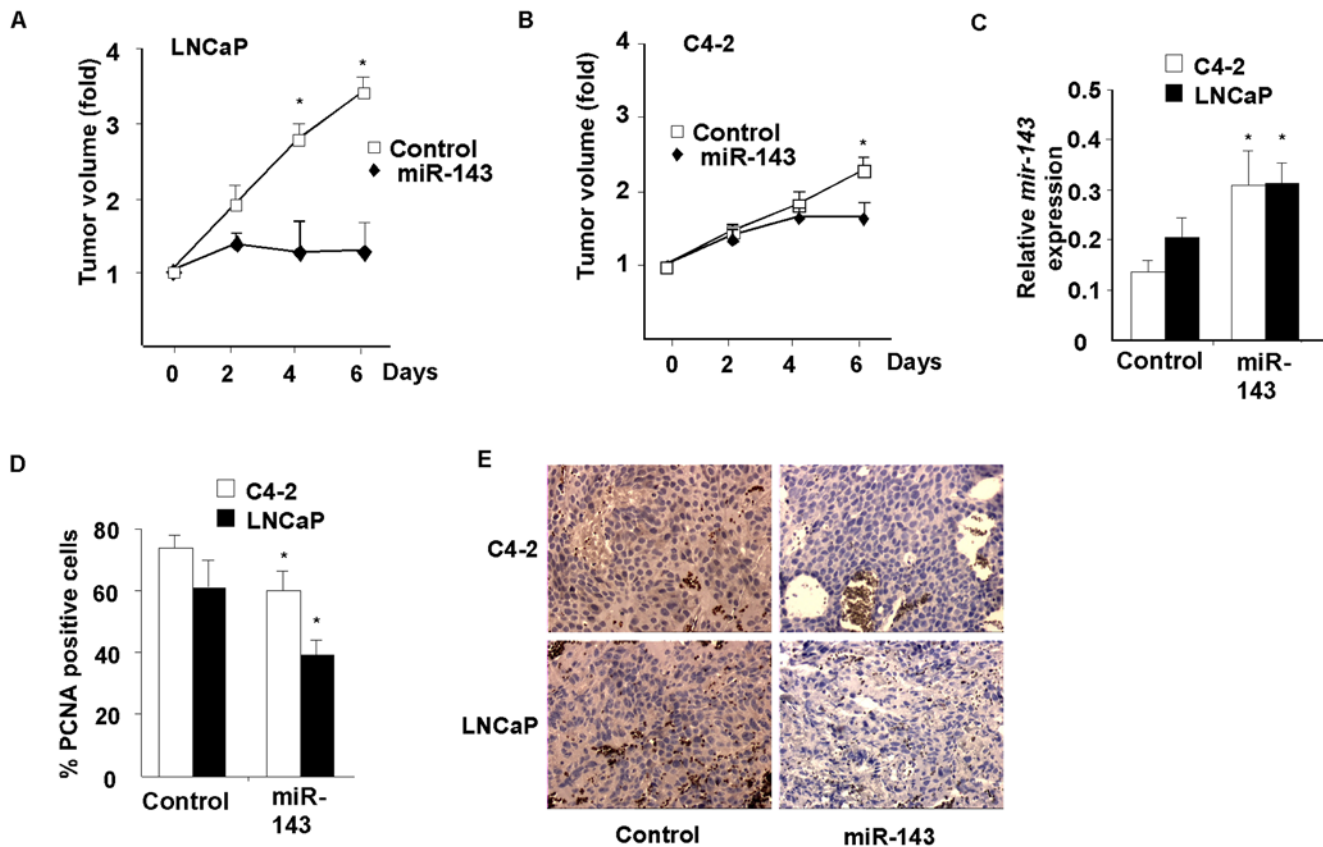 A
LNCaP
Tumor volume (fold)
4
3
2
1
*
*
Control
miR-143
0 2 4 6 Days
B
C4-2
Tumor volume (fold)
4
3
2
1
*
Control
miR-143
0 2 4 6 Days
C
C4-2
LNCaP
Relative mir-143
expression
0.5
0.4
0.3
0.2
0.1
0
* *
Control
miR-
143
D
C4-2
LNCaP
% PCNA positive cells
80
60
40
20
0
*
*
Control
miR-
143
E
C4-2
LNCaP
Control miR-143